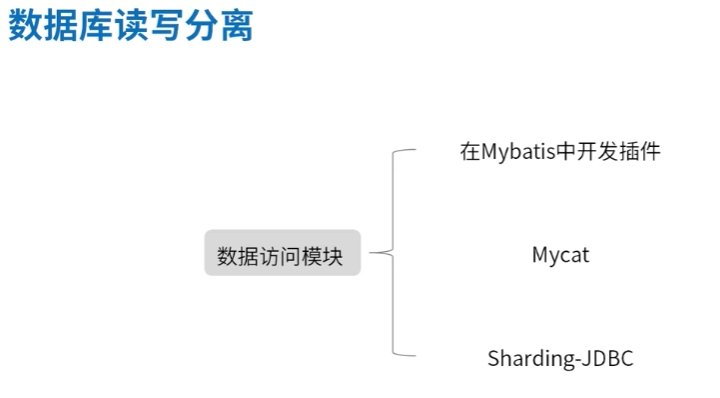 数据库读写分离
在Mybatis中开发插件
数据访问模块
Mycat
Sharding-JDBC